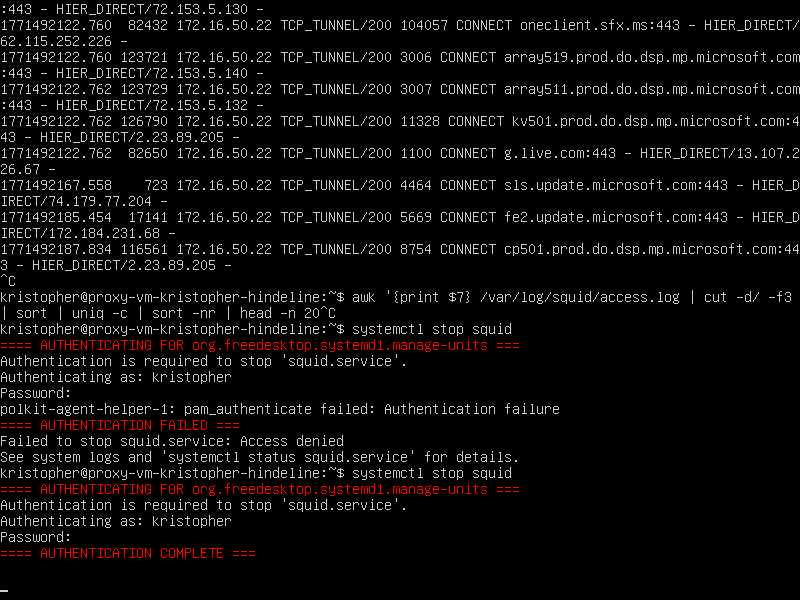 :443 - HIER_DIRECT/72.153.5.130 -
1771492122.760  82432 172.16.50.22 TCP_TUNNEL/200 104057 CONNECT oneclient.sfx.ms:443 - HIER_DIRECT/
62.115.252.226 -
1771492122.760 123721 172.16.50.22 TCP_TUNNEL/200 3006 CONNECT array519.prod.do.dsp.mp.microsoft.com
:443 - HIER_DIRECT/72.153.5.140 -
1771492122.762 123729 172.16.50.22 TCP_TUNNEL/200 3007 CONNECT array511.prod.do.dsp.mp.microsoft.com
:443 - HIER_DIRECT/72.153.5.132 -
1771492122.762 126790 172.16.50.22 TCP_TUNNEL/200 11328 CONNECT kv501.prod.do.dsp.mp.microsoft.com:4
43 - HIER_DIRECT/2.23.89.205 -
1771492122.762  82650 172.16.50.22 TCP_TUNNEL/200 1100 CONNECT g.live.com:443 - HIER_DIRECT/13.107.2
26.67 -
1771492167.558    723 172.16.50.22 TCP_TUNNEL/200 4464 CONNECT sls.update.microsoft.com:443 - HIER_D
IRECT/74.179.77.204 -
1771492185.454  17141 172.16.50.22 TCP_TUNNEL/200 5669 CONNECT fe2.update.microsoft.com:443 - HIER_D
IRECT/172.184.231.68 -
1771492187.834 116561 172.16.50.22 TCP_TUNNEL/200 8754 CONNECT cp501.prod.do.dsp.mp.microsoft.com:44
3 - HIER_DIRECT/2.23.89.205 -
^C
kristopher@proxy-vm-kristopher-hindeline:~$ awk '{print $7} /var/log/squid/access.log | cut -d/ -f3
| sort | uniq -c | sort -nr | head -n 20^C
kristopher@proxy-vm-kristopher-hindeline:~$ systemctl stop squid
==== AUTHENTICATING FOR org.freedesktop.systemd1.manage-units ===
Authentication is required to stop 'squid.service'.
Authenticating as: kristopher
Password:
polkit-agent-helper-1: pam_authenticate failed: Authentication failure
==== AUTHENTICATION FAILED ===
Failed to stop squid.service: Access denied
See system logs and 'systemctl status squid.service' for details.
kristopher@proxy-vm-kristopher-hindeline:~$ systemctl stop squid
==== AUTHENTICATING FOR org.freedesktop.systemd1.manage-units ===
Authentication is required to stop 'squid.service'.
Authenticating as: kristopher
Password:
==== AUTHENTICATION COMPLETE ===